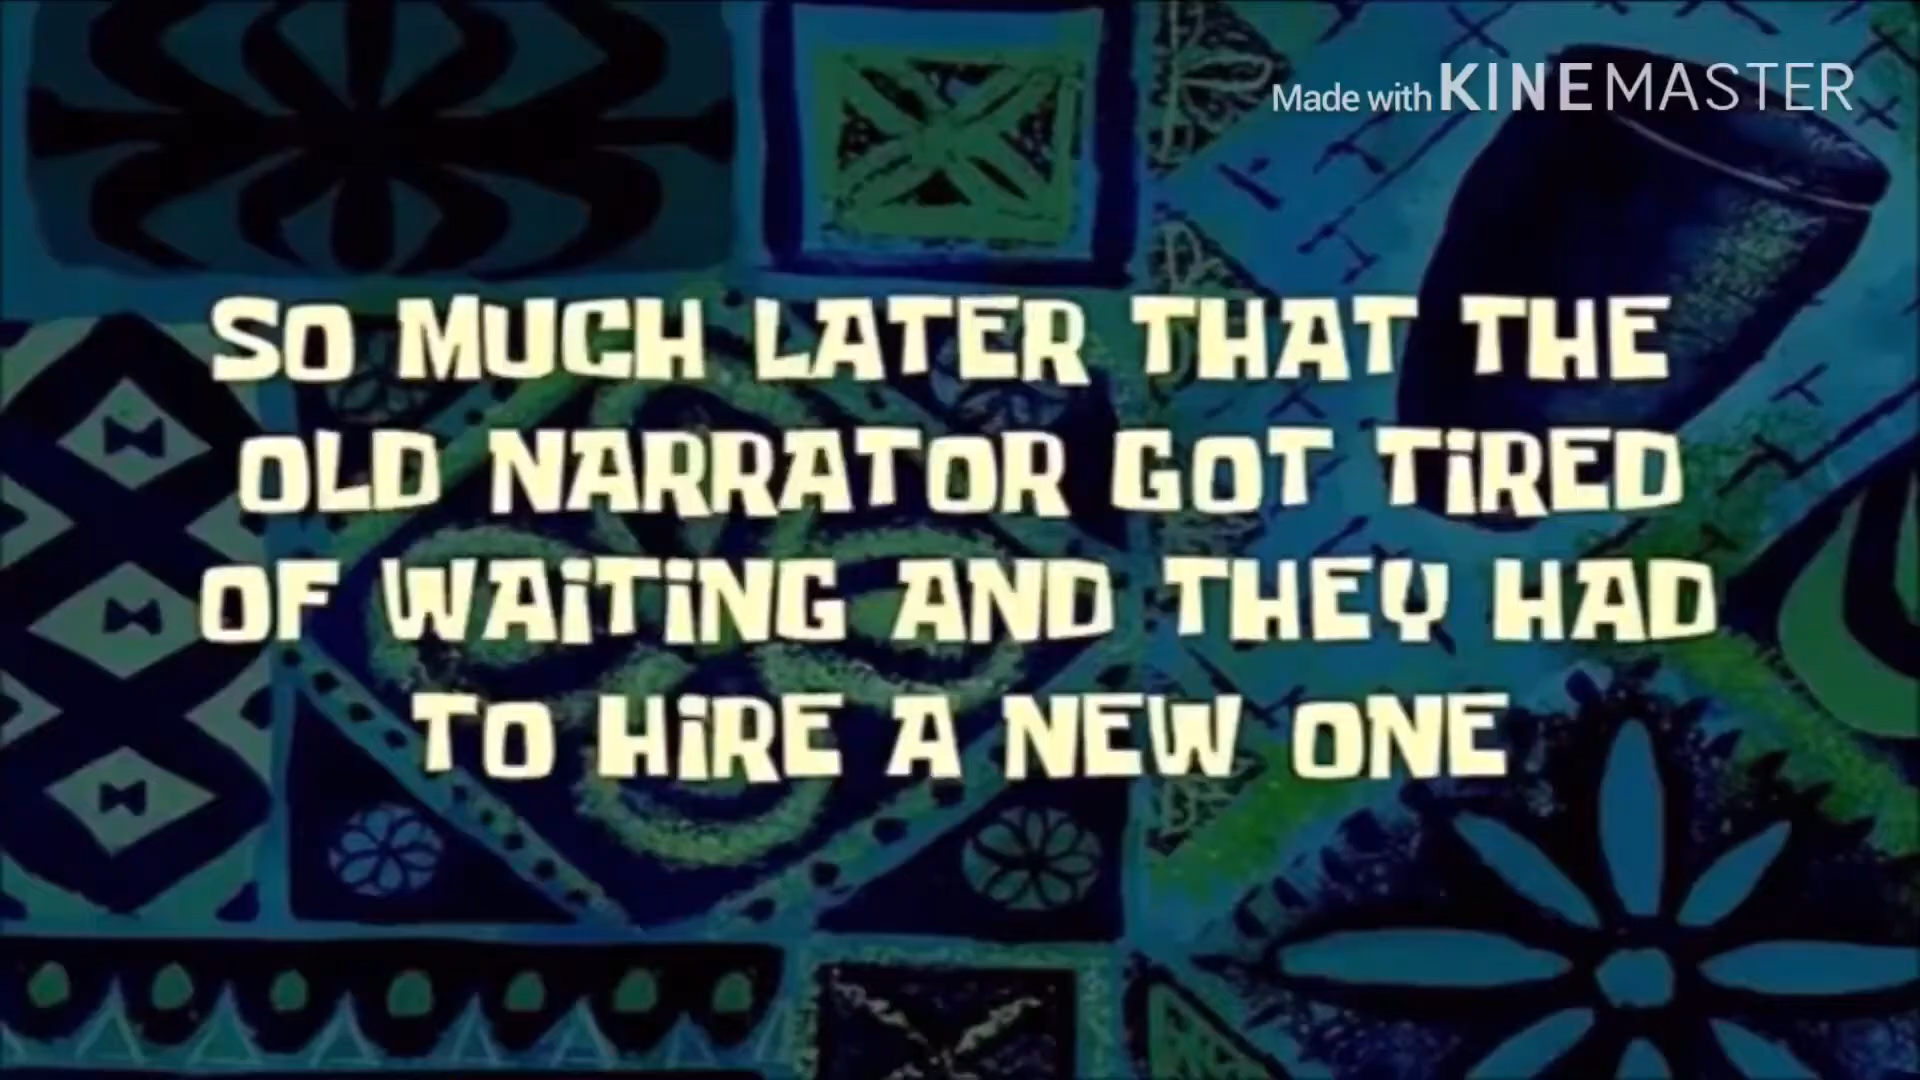 Made with KINEMASTER
SO MUCH LATER THAT THE
OLD NARRATOR GOT TiRED
OF WAiTiNG AND THEY HAD
TO HiRE A NEW ONE